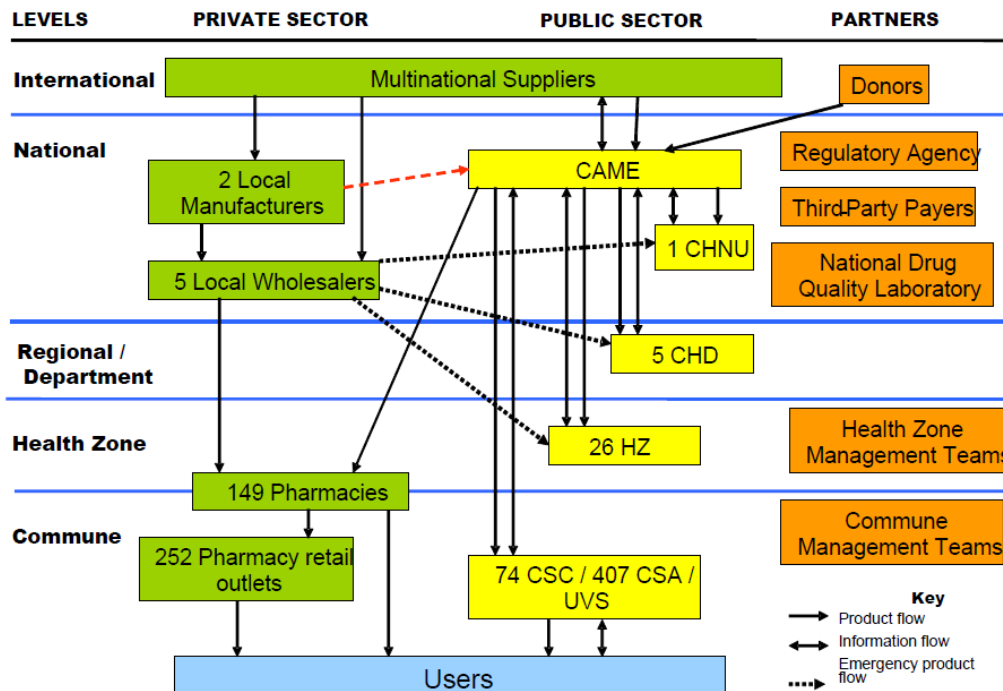 LEVELS PRIVATE SECTOR PUBLIC SECTOR PARTNERS
International
Multinational Suppliers
Donors
National
2 Local
Manufacturers
CAME
Regulatory Agency
Third-Party Payers
1 CHNU
5 Local Wholesalers
National Drug
Quality Laboratory
Regional /
Department
5 CHD
Health Zone
26 HZ
Health Zone
Management Teams
149 Pharmacies
Commune
252 Pharmacy retail
outlets
74 CSC / 407 CSA /
UVS
Commune
Management Teams
Key
Product flow
Information flow
Emergency product
flow
Users